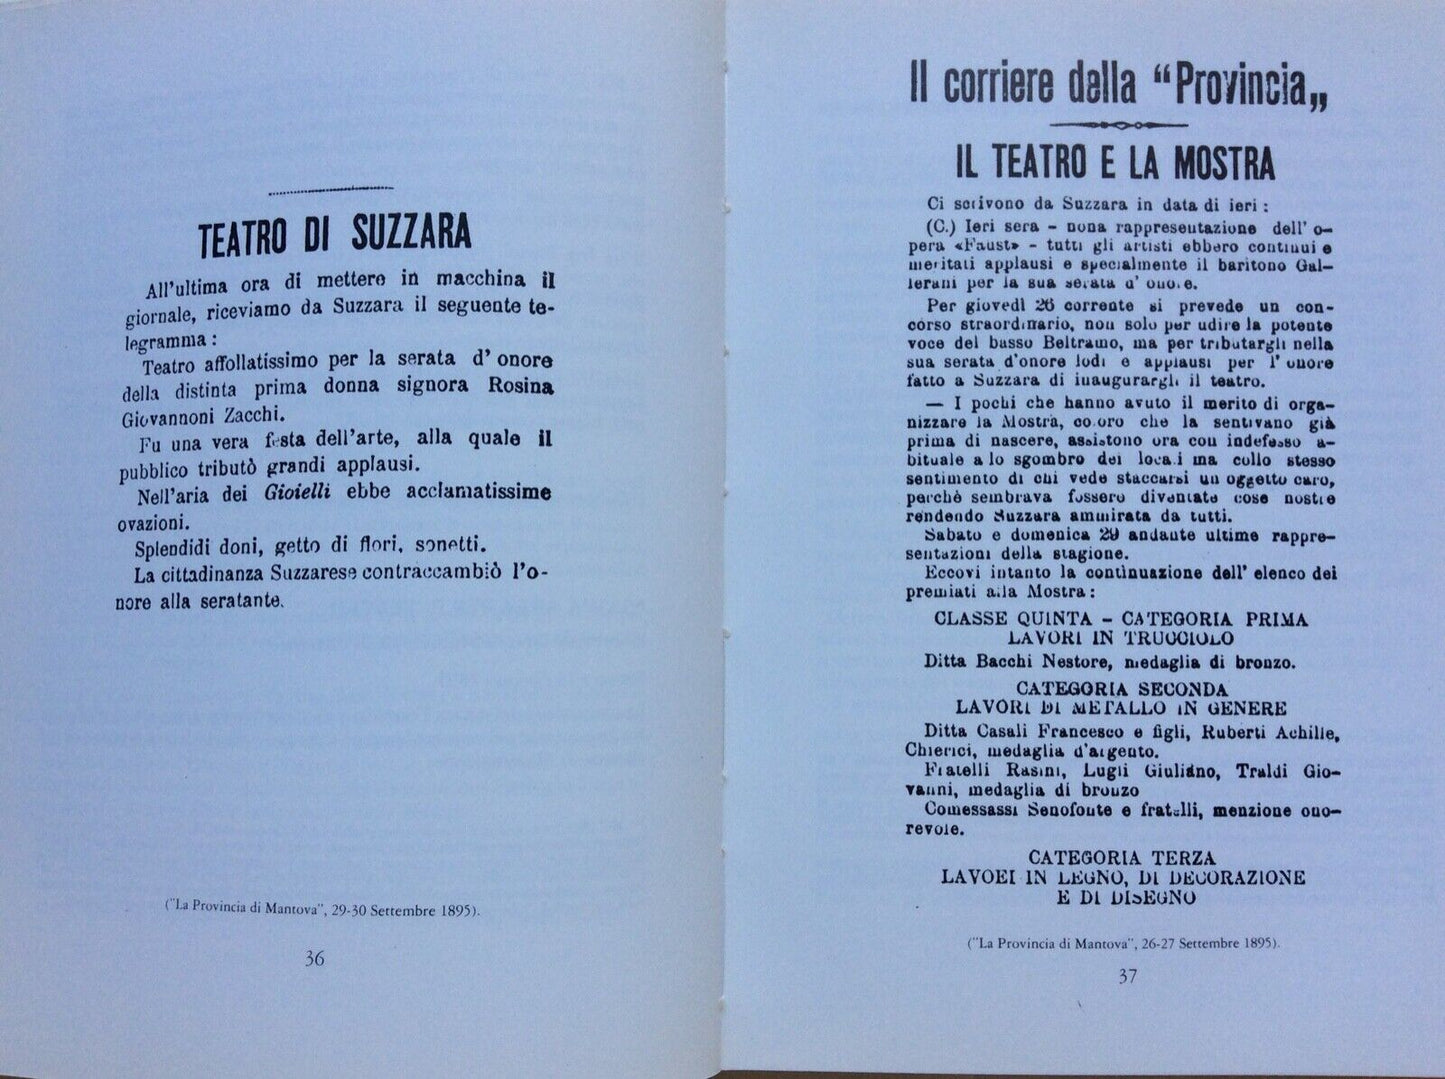 TEATRO DI SUZZARA
All'ultima ora di mettere in macchina il
giornale, riceviamo da Suzzara il seguente te-
legramma :
Teatro affollatissimo per la serata d' onore
della distinta prima donna signora Rosina
Giovannoni Zacchi.
Fu una vera festa dell'arte, alla quale il
pubblico tributò grandi applausi.
Nell'aria dei Gioielli ebbe acclamatissime
ovazioni.
Splendidi doni, getto di fiori, sonetti.
La cittadinanza Suzzarese contraccambiò l'o-
nore alla seratante.
("La Provincia di Mantova", 29-30 Settembre 1895).
36
Il corriere della “Provincia„
IL TEATRO E LA MOSTRA
Ci scrivono da Suzzara in data di ieri :
(C.) Ieri sera - nona rappresentazione dell' o-
pera «Faust» - tutti gli artisti ebbero continui e
meritati applausi e specialmente il baritono Gal-
lerani per la sua serata d' onore.
Per giovedì 26 corrente si prevede un con-
corso straordinario, non solo per udire la potente
voce del basso Beltramo, ma per tributargli nella
sua serata d'onore lodi e applausi per l' onore
fatto a Suzzara di inaugurargli il teatro.
— I pochi che hanno avuto il merito di orga-
nizzare la Mostra, coloro che la sentivano già
prima di nascere, assistono ora con indefesso a-
bituale a lo sgombro dei locali ma collo stesso
sentimento di chi vede staccarsi un oggetto caro,
perchè sembrava fossero diventate cose nostre
rendendo Suzzara ammirata da tutti.
Sabato e domenica 29 andante ultime rappre-
sentazioni della stagione.
Eccovi intanto la continuazione dell' elenco dei
premiati alla Mostra :
CLASSE QUINTA - CATEGORIA PRIMA
LAVORI IN TRUCCIOLO
Ditta Bacchi Nestore, medaglia di bronzo.
CATEGORIA SECONDA
LAVORI DI METALLO IN GENERE
Ditta Casali Francesco e figli, Ruberti Achille,
Chierici, medaglia d'argento.
Fratelli Rasini, Lugli Giuliano, Traldi Gio-
vanni, medaglia di bronzo
Comessassi Senofonte e fratelli, menzione ono-
revole.
CATEGORIA TERZA
LAVOEI IN LEGNO, DI DECORAZIONE
E DI DISEGNO
("La Provincia di Mantova", 26-27 Settembre 1895).
37